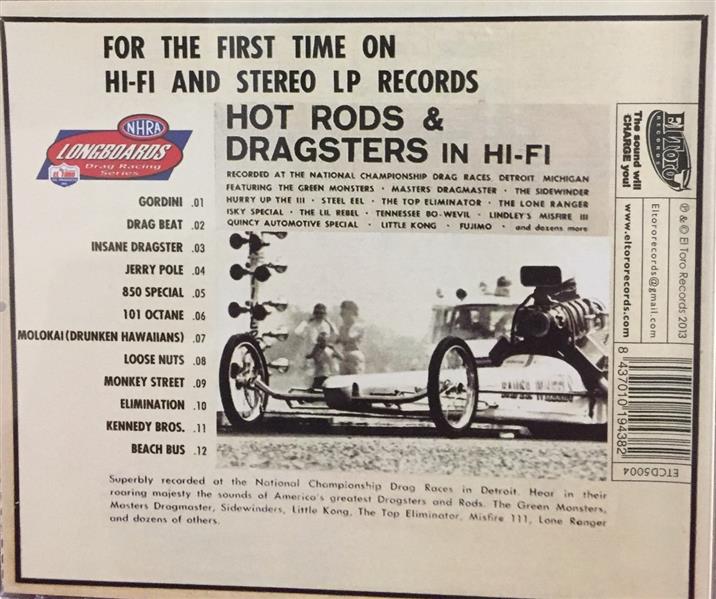 FOR THE FIRST TIME ON
HI-FI AND STEREO LP RECORDS
NHRA
LONGBOARDS
Drag Racing
Series
EL TORO
HOT RODS &
DRAGSTERS IN HI-FI
RECORDED AT THE NATIONAL CHAMPIONSHIP DRAG RACES, DETROIT, MICHIGAN
FEATURING THE GREEN MONSTERS • MASTERS DRAGMASTER • THE SIDEWINDER
HURRY UP THE III • STEEL EEL • THE TOP ELIMINATOR • THE LONE RANGER
ISKY SPECIAL • THE LIL REBEL • TENNESSEE BO-WEVIL • LINDLEY'S MISFIRE III
QUINCY AUTOMOTIVE SPECIAL • LITTLE KONG • FUJIMO • and dozens more
GORDINI .01
DRAG BEAT .02
INSANE DRAGSTER .03
JERRY POLE .04
850 SPECIAL .05
101 OCTANE .06
MOLOKAI (DRUNKEN HAWAIIANS) .07
LOOSE NUTS .08
MONKEY STREET .09
ELIMINATION .10
KENNEDY BROS. .11
BEACH BUS .12
Superbly recorded at the National Championship Drag Races in Detroit. Hear in their
roaring majesty the sounds of America's greatest Dragsters and Rods. The Green Monsters,
Masters Dragmaster, Sidewinders, Little Kong, The Top Eliminator, Misfire 111, Lone Ranger
and dozens of others.
El Toro
RECORDS
The sound will
CHARGE you!
℗ & © El Toro Records 2013
Eltororecords@gmail.com
www.eltororecords.com
8 437010 194382
ETCD5004